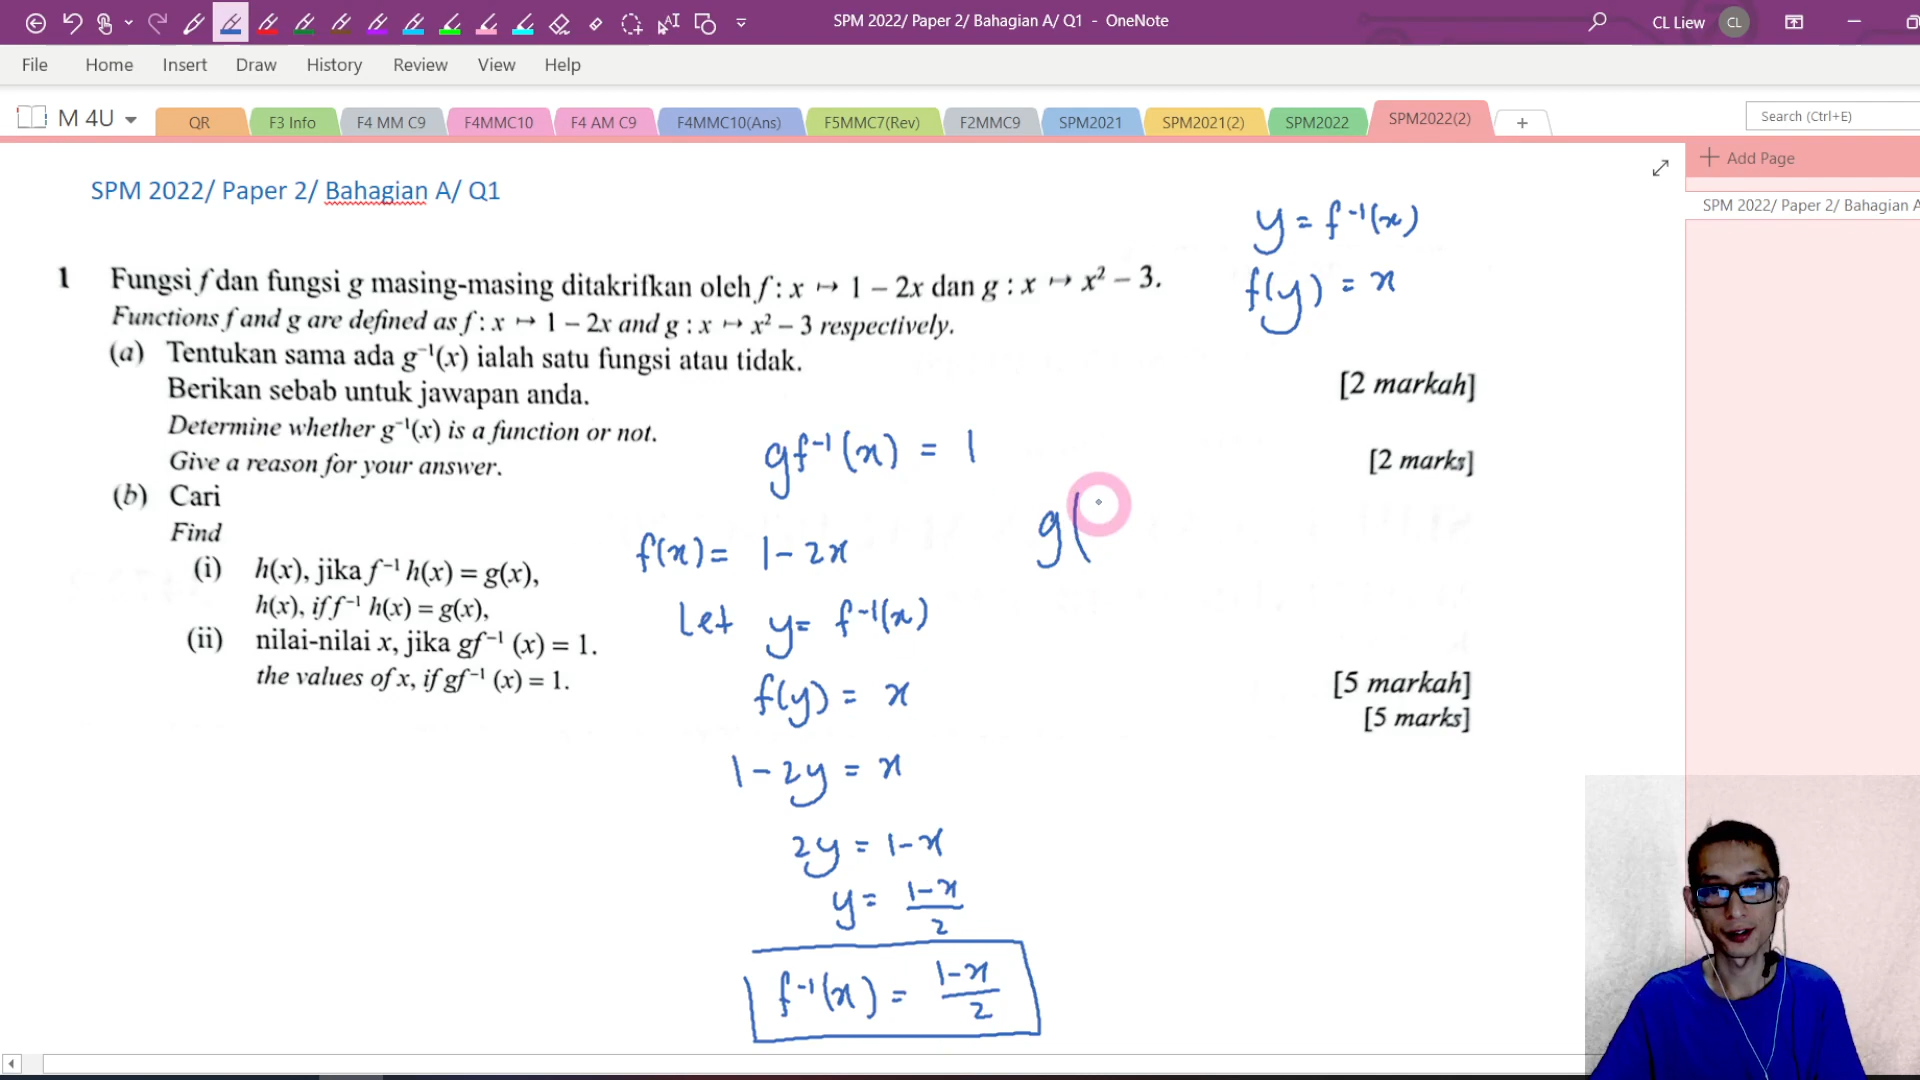 SPM 2022/ Paper 2/ Bahagian A/ Q1 - OneNote
CL Liew
CL
File Home Insert Draw History Review View Help
M 4U
QR F3 Info F4 MM C9 F4MMC10 F4 AM C9 F4MMC10(Ans) F5MMC7(Rev) F2MMC9 SPM2021 SPM2021(2) SPM2022 SPM2022(2) +
Search (Ctrl+E)
Add Page
SPM 2022/ Paper 2/ Bahagian A
SPM 2022/ Paper 2/ Bahagian A/ Q1
y = f⁻¹(x)
f(y) = x
1 Fungsi f dan fungsi g masing-masing ditakrifkan oleh f : x ↦ 1 – 2x dan g : x ↦ x² – 3.
Functions f and g are defined as f : x ↦ 1 – 2x and g : x ↦ x² – 3 respectively.
(a) Tentukan sama ada g⁻¹(x) ialah satu fungsi atau tidak.
Berikan sebab untuk jawapan anda.
[2 markah]
Determine whether g⁻¹(x) is a function or not.
Give a reason for your answer.
[2 marks]
(b) Cari
Find
(i) h(x), jika f⁻¹ h(x) = g(x),
h(x), if f⁻¹ h(x) = g(x),
(ii) nilai-nilai x, jika gf⁻¹ (x) = 1.
the values of x, if gf⁻¹ (x) = 1.
[5 markah]
[5 marks]
gf⁻¹(x) = 1
f(x) = 1 - 2x
Let y = f⁻¹(x)
f(y) = x
1 - 2y = x
2y = 1 - x
y = (1-x)/2
f⁻¹(x) = (1-x)/2
g(